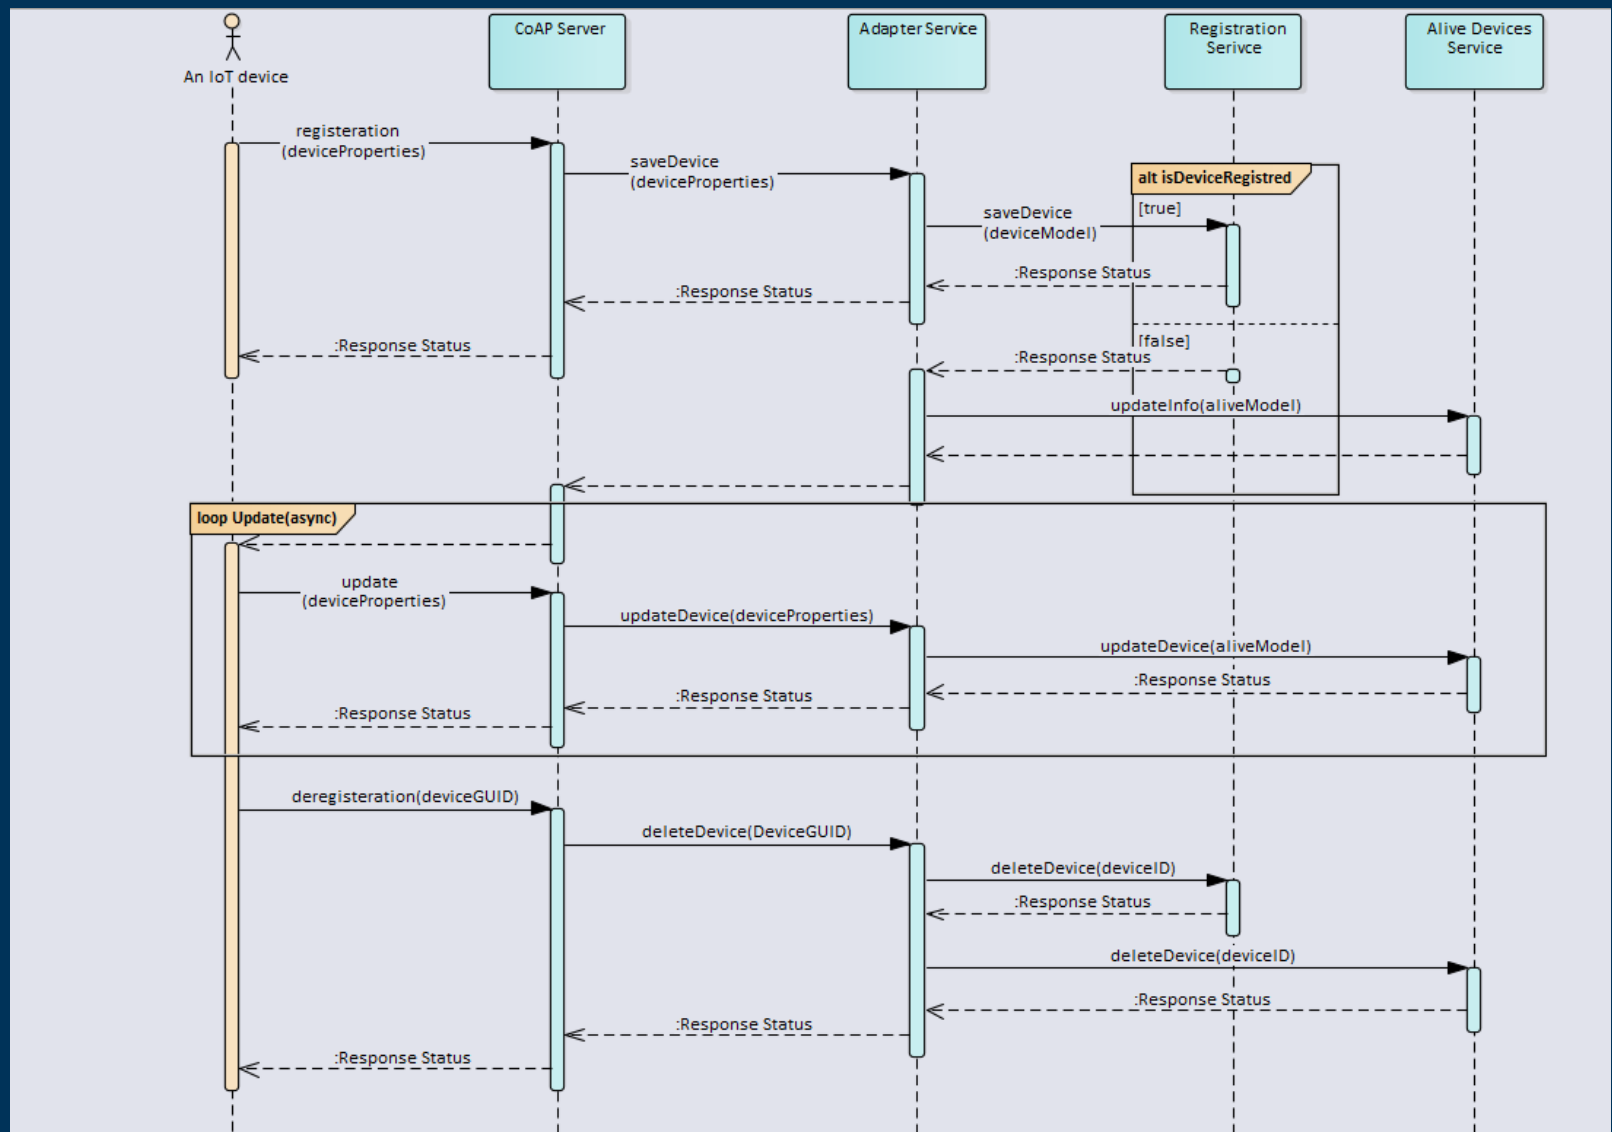 An IoT device
CoAP Server
Adapter Service
Registration
Serivce
Alive Devices
Service
registeration
(deviceProperties)
saveDevice
(deviceProperties)
alt isDeviceRegistred
[true]
saveDevice
(deviceModel)
:Response Status
:Response Status
:Response Status
[false]
:Response Status
updateInfo(aliveModel)
loop Update(async)
update
(deviceProperties)
updateDevice(deviceProperties)
updateDevice(aliveModel)
:Response Status
:Response Status
:Response Status
deregisteration(deviceGUID)
deleteDevice(DeviceGUID)
deleteDevice(deviceID)
:Response Status
deleteDevice(deviceID)
:Response Status
:Response Status
:Response Status